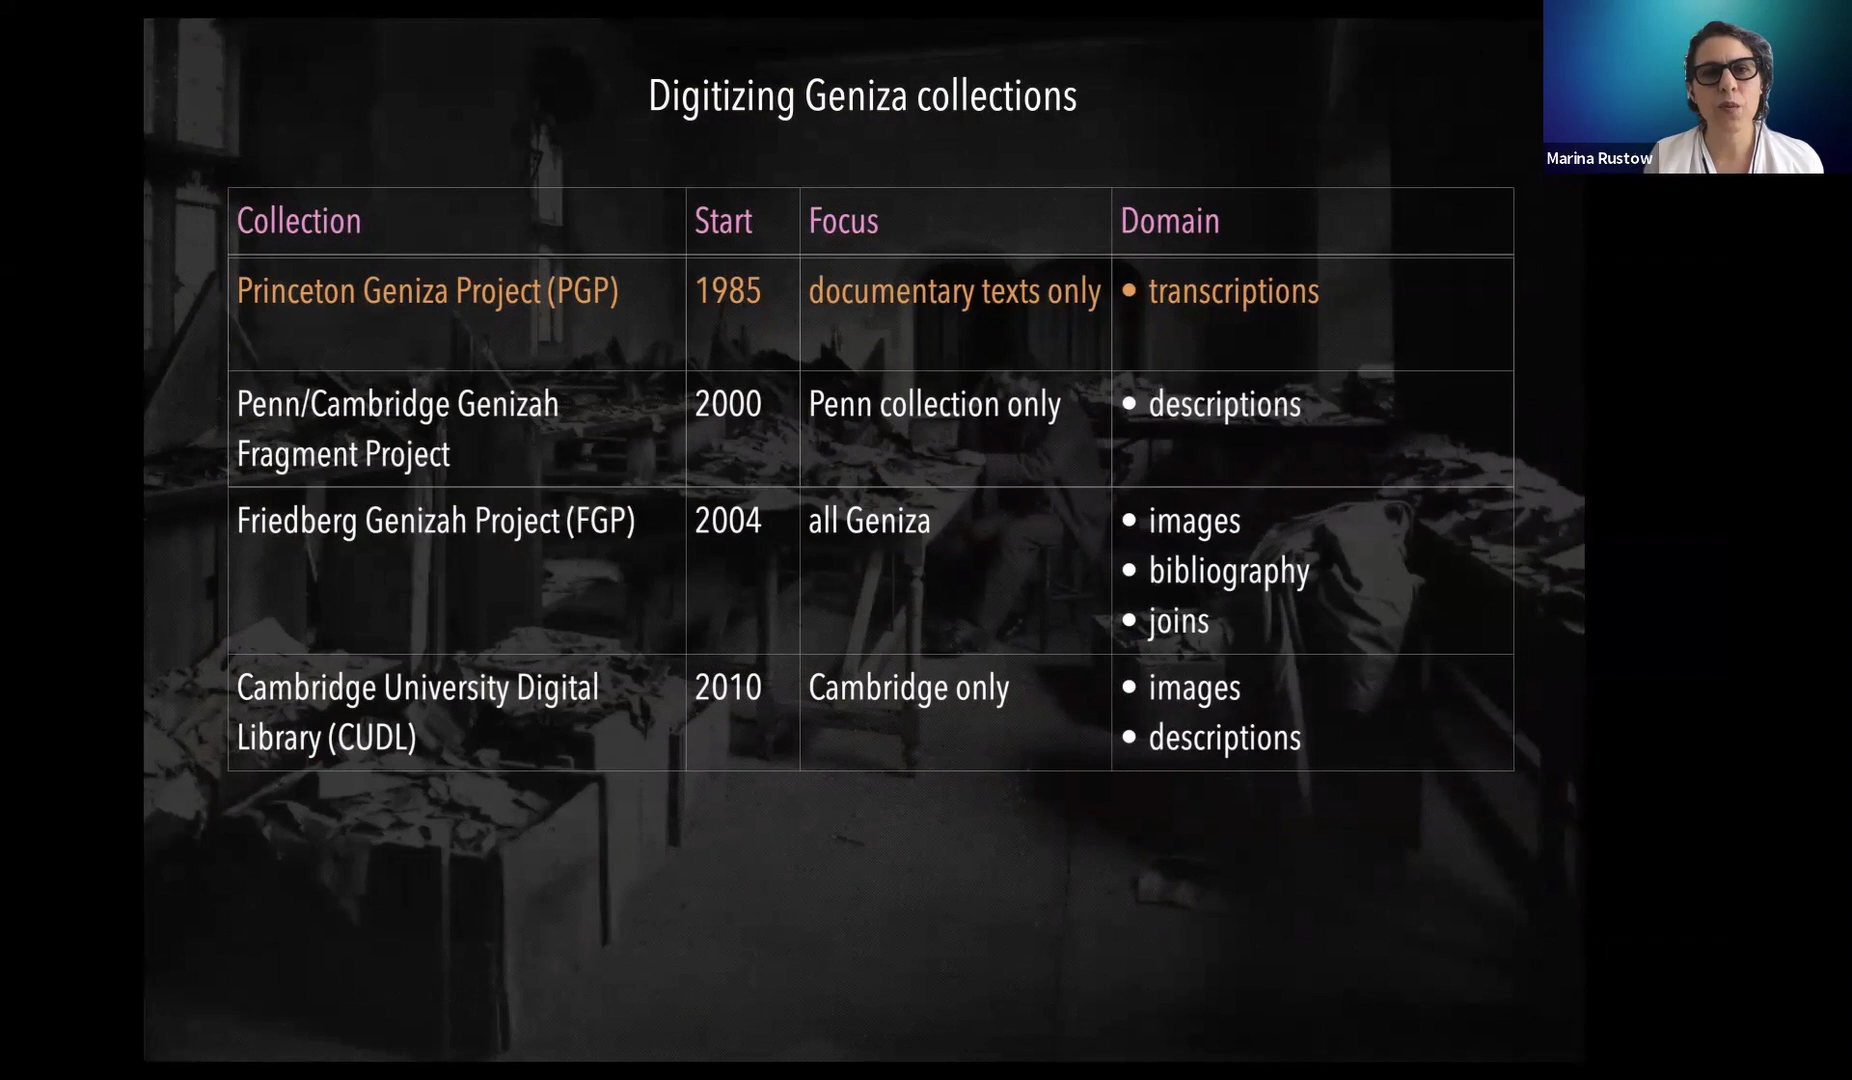 Digitizing Geniza collections
Marina Rustow
Collection Start Focus Domain
Princeton Geniza Project (PGP) 1985 documentary texts only • transcriptions
Penn/Cambridge Genizah 2000 Penn collection only • descriptions
Fragment Project
Friedberg Genizah Project (FGP) 2004 all Geniza • images
• bibliography
• joins
Cambridge University Digital 2010 Cambridge only • images
Library (CUDL) • descriptions